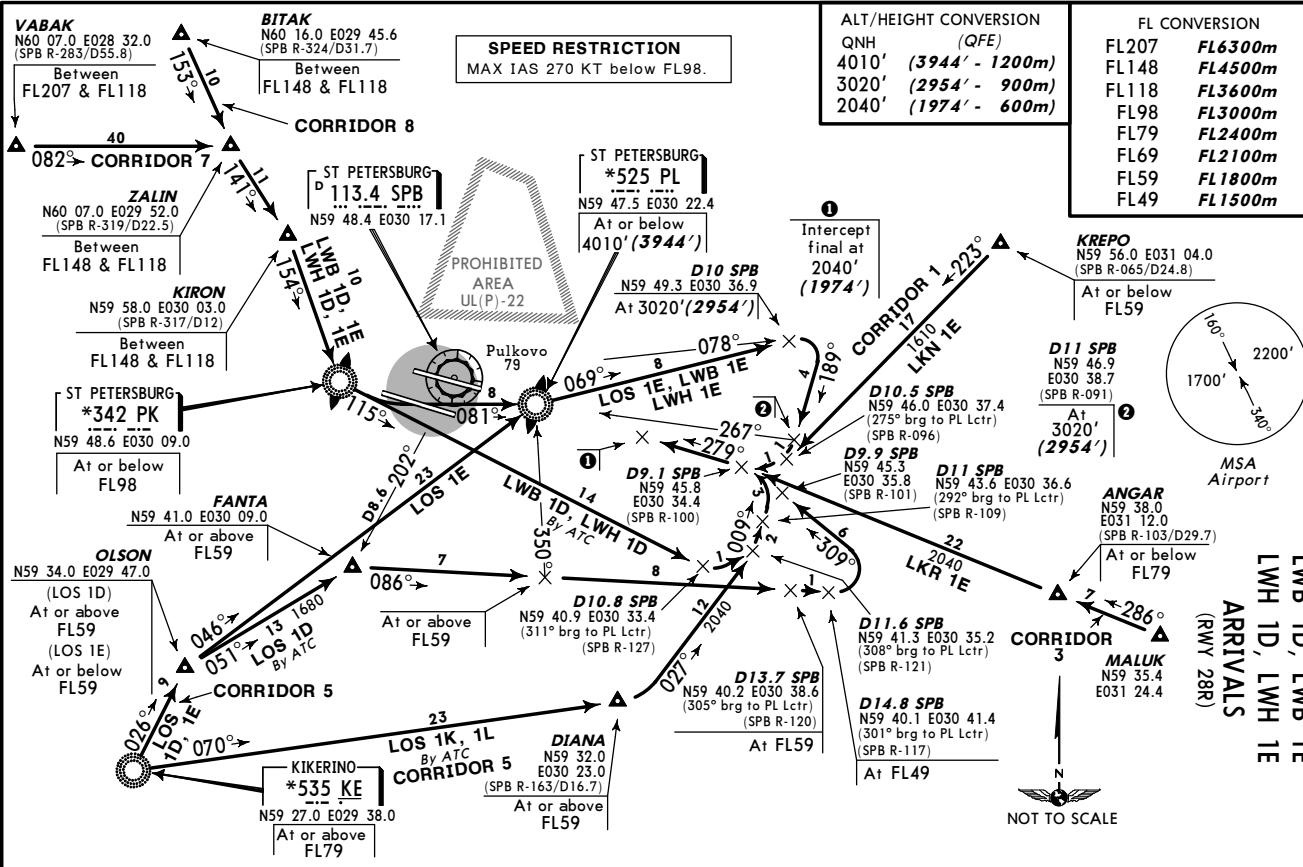 VABAK
N60 07.0 E028 32.0
(SPB R-283/D55.8)
Between
FL207 & FL118
BITAK
N60 16.0 E029 45.6
(SPB R-324/D31.7)
Between
FL148 & FL118
153°
10
CORRIDOR 8
40
082° CORRIDOR 7
SPEED RESTRICTION
MAX IAS 270 KT below FL98.
ALT/HEIGHT CONVERSION
QNH (QFE)
4010' (3944' - 1200m)
3020' (2954' - 900m)
2040' (1974' - 600m)
FL CONVERSION
FL207 FL6300m
FL148 FL4500m
FL118 FL3600m
FL98 FL3000m
FL79 FL2400m
FL69 FL2100m
FL59 FL1800m
FL49 FL1500m
ZALIN
N60 07.0 E029 52.0
(SPB R-319/D22.5)
Between
FL148 & FL118
141°
11
KIRON
N59 58.0 E030 03.0
(SPB R-317/D12)
Between
FL148 & FL118
154°
10
LWB 1D, 1E
LWH 1D, 1E
ST PETERSBURG
D 113.4 SPB
N59 48.4 E030 17.1
PROHIBITED
AREA
UL(P)-22
ST PETERSBURG
*525 PL
N59 47.5 E030 22.4
At or below
4010' (3944')
1
Intercept
final at
2040'
(1974')
D10 SPB
N59 49.3 E030 36.9
At 3020' (2954')
KREPO
N59 56.0 E031 04.0
(SPB R-065/D24.8)
At or below
FL59
223°
CORRIDOR 1
17
1610
LKN 1E
160°
2200'
1700'
340°
MSA
Airport
D11 SPB
N59 46.9
E030 38.7
(SPB R-091)
At
3020'
(2954')
2
Pulkovo
79
ST PETERSBURG
*342 PK
N59 48.6 E030 09.0
At or below
FL98
115°
8
081°
069°
8
078°
LOS 1E, LWB 1E
LWH 1E
4
189°
2
267°
279°
1
1
1
D10.5 SPB
N59 46.0 E030 37.4
(275° brg to PL Lctr)
(SPB R-096)
D9.1 SPB
N59 45.8
E030 34.4
(SPB R-100)
D9.9 SPB
N59 45.3
E030 35.8
(SPB R-101)
D11 SPB
N59 43.6 E030 36.6
(292° brg to PL Lctr)
(SPB R-109)
ANGAR
N59 38.0
E031 12.0
(SPB R-103/D29.7)
At or below
FL79
22
2040
LKR 1E
7
286°
CORRIDOR
3
MALUK
N59 35.4
E031 24.4
FANTA
N59 41.0 E030 09.0
At or above
FL59
D8.6
202°
23
LOS 1E
14
LWB 1D, LWH 1D
By ATC
350°
3
009°
2
1
6
309°
OLSON
N59 34.0 E029 47.0
(LOS 1D)
At or above
FL59
(LOS 1E)
At or below
FL59
046°
051°
13
1680
LOS 1D
By ATC
086°
7
At or above
FL59
8
1
D10.8 SPB
N59 40.9 E030 33.4
(311° brg to PL Lctr)
(SPB R-127)
12
2040
027°
D11.6 SPB
N59 41.3 E030 35.2
(308° brg to PL Lctr)
(SPB R-121)
D13.7 SPB
N59 40.2 E030 38.6
(305° brg to PL Lctr)
(SPB R-120)
At FL59
D14.8 SPB
N59 40.1 E030 41.4
(301° brg to PL Lctr)
(SPB R-117)
At FL49
9
026°
LOS
1D, 1E
CORRIDOR 5
070°
23
LOS 1K, 1L
By ATC
CORRIDOR 5
KIKERINO
*535 KE
N59 27.0 E029 38.0
At or above
FL79
DIANA
N59 32.0
E030 23.0
(SPB R-163/D16.7)
At or above
FL59
N
NOT TO SCALE
LWB 1D, LWB 1E
LWH 1D, LWH 1E
ARRIVALS
(RWY 28R)